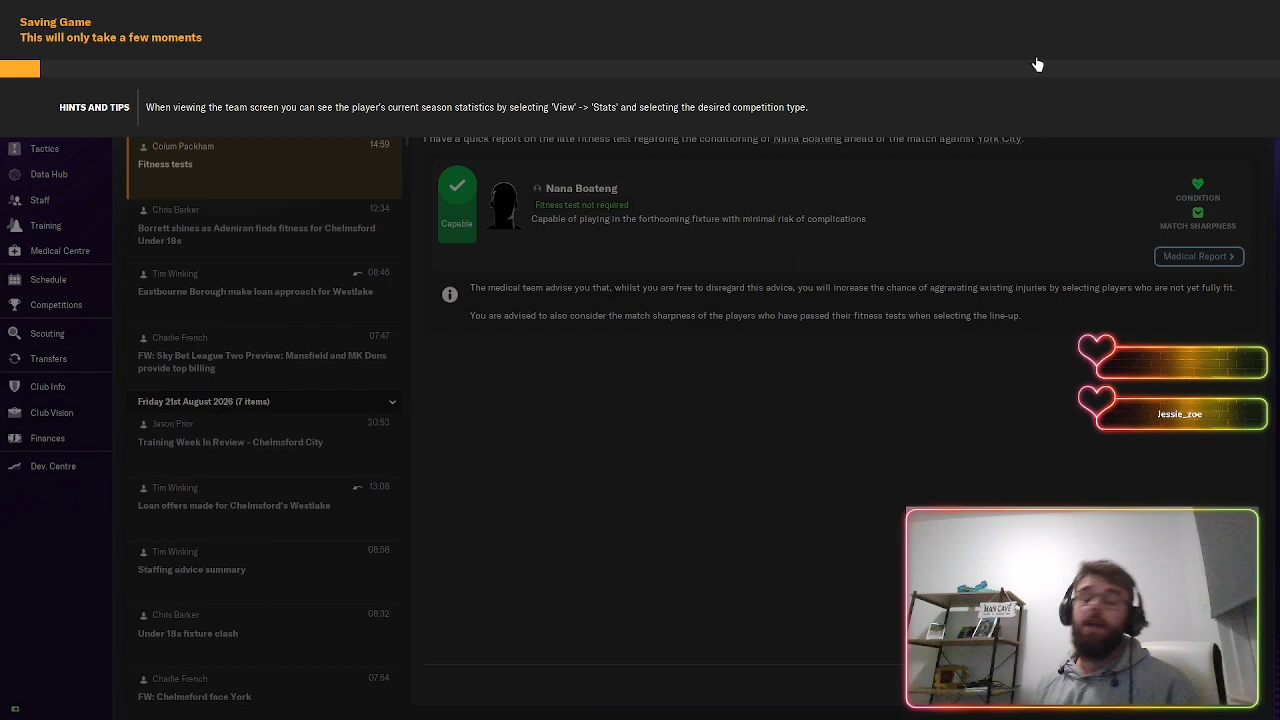 Saving Game
This will only take a few moments
HINTS AND TIPS
When viewing the team screen you can see the player's current season statistics by selecting 'View' -> 'Stats' and selecting the desired competition type.
I have a quick report on the late fitness test regarding the conditioning of Nana Boateng ahead of the match against York City.
Tactics
Data Hub
Staff
Training
Medical Centre
Schedule
Competitions
Scouting
Transfers
Club Info
Club Vision
Finances
Dev. Centre
Colum Packham 14:59
Fitness tests
Chris Barker 12:34
Borrett shines as Adeniran finds fitness for Chelmsford
Under 18s
Tim Winking 08:46
Eastbourne Borough make loan approach for Westlake
Charlie French 07:47
FW: Sky Bet League Two Preview: Mansfield and MK Dons
provide top billing
Friday 21st August 2026 (7 items)
Jason Prior 20:53
Training Week In Review - Chelmsford City
Tim Winking 13:08
Loan offers made for Chelmsford's Westlake
Tim Winking 08:58
Staffing advice summary
Chris Barker 08:32
Under 18s fixture clash
Charlie French 07:54
FW: Chelmsford face York
Capable
Nana Boateng
Fitness test not required
Capable of playing in the forthcoming fixture with minimal risk of complications
CONDITION
MATCH SHARPNESS
Medical Report >
The medical team advise you that, whilst you are free to disregard this advice, you will increase the chance of aggravating existing injuries by selecting players who are not yet fully fit.
You are advised to also consider the match sharpness of the players who have passed their fitness tests when selecting the line-up.
Jessie_zoe
MAN CAVE